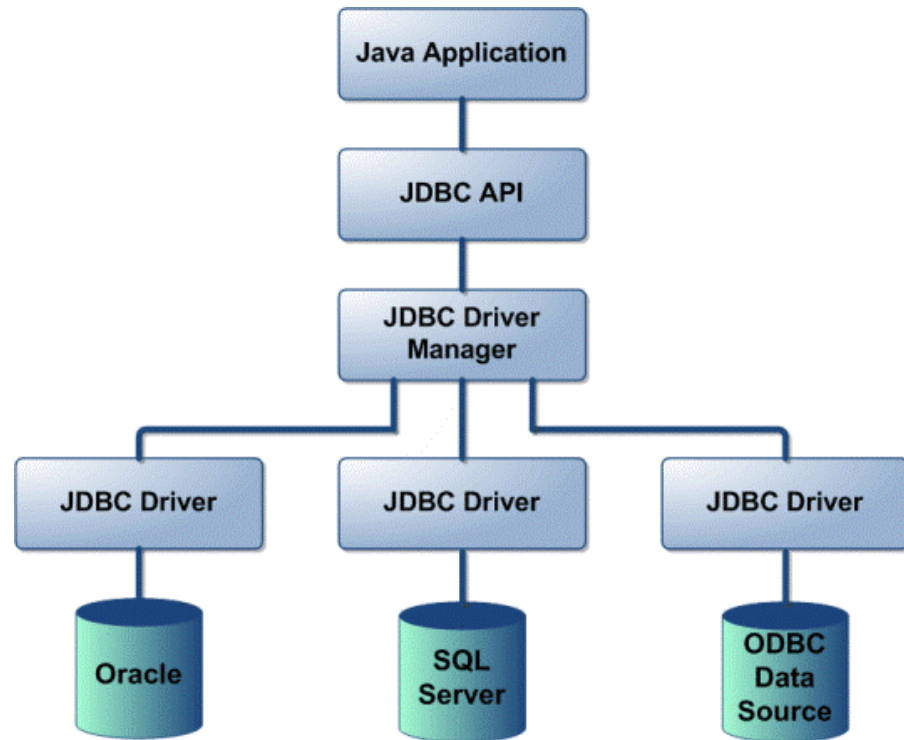 Java Application
JDBC API
JDBC Driver
Manager
JDBC Driver
JDBC Driver
JDBC Driver
Oracle
SQL
Server
ODBC
Data
Source